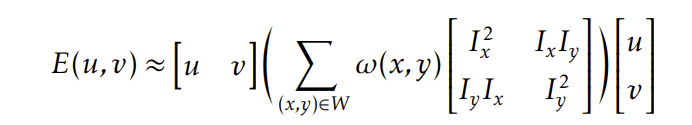 E(u, v) ≈ [u v] ( ∑_{(x,y)∈W} ω(x, y) [I_x^2 I_xI_y; I_yI_x I_y^2] ) [u; v]